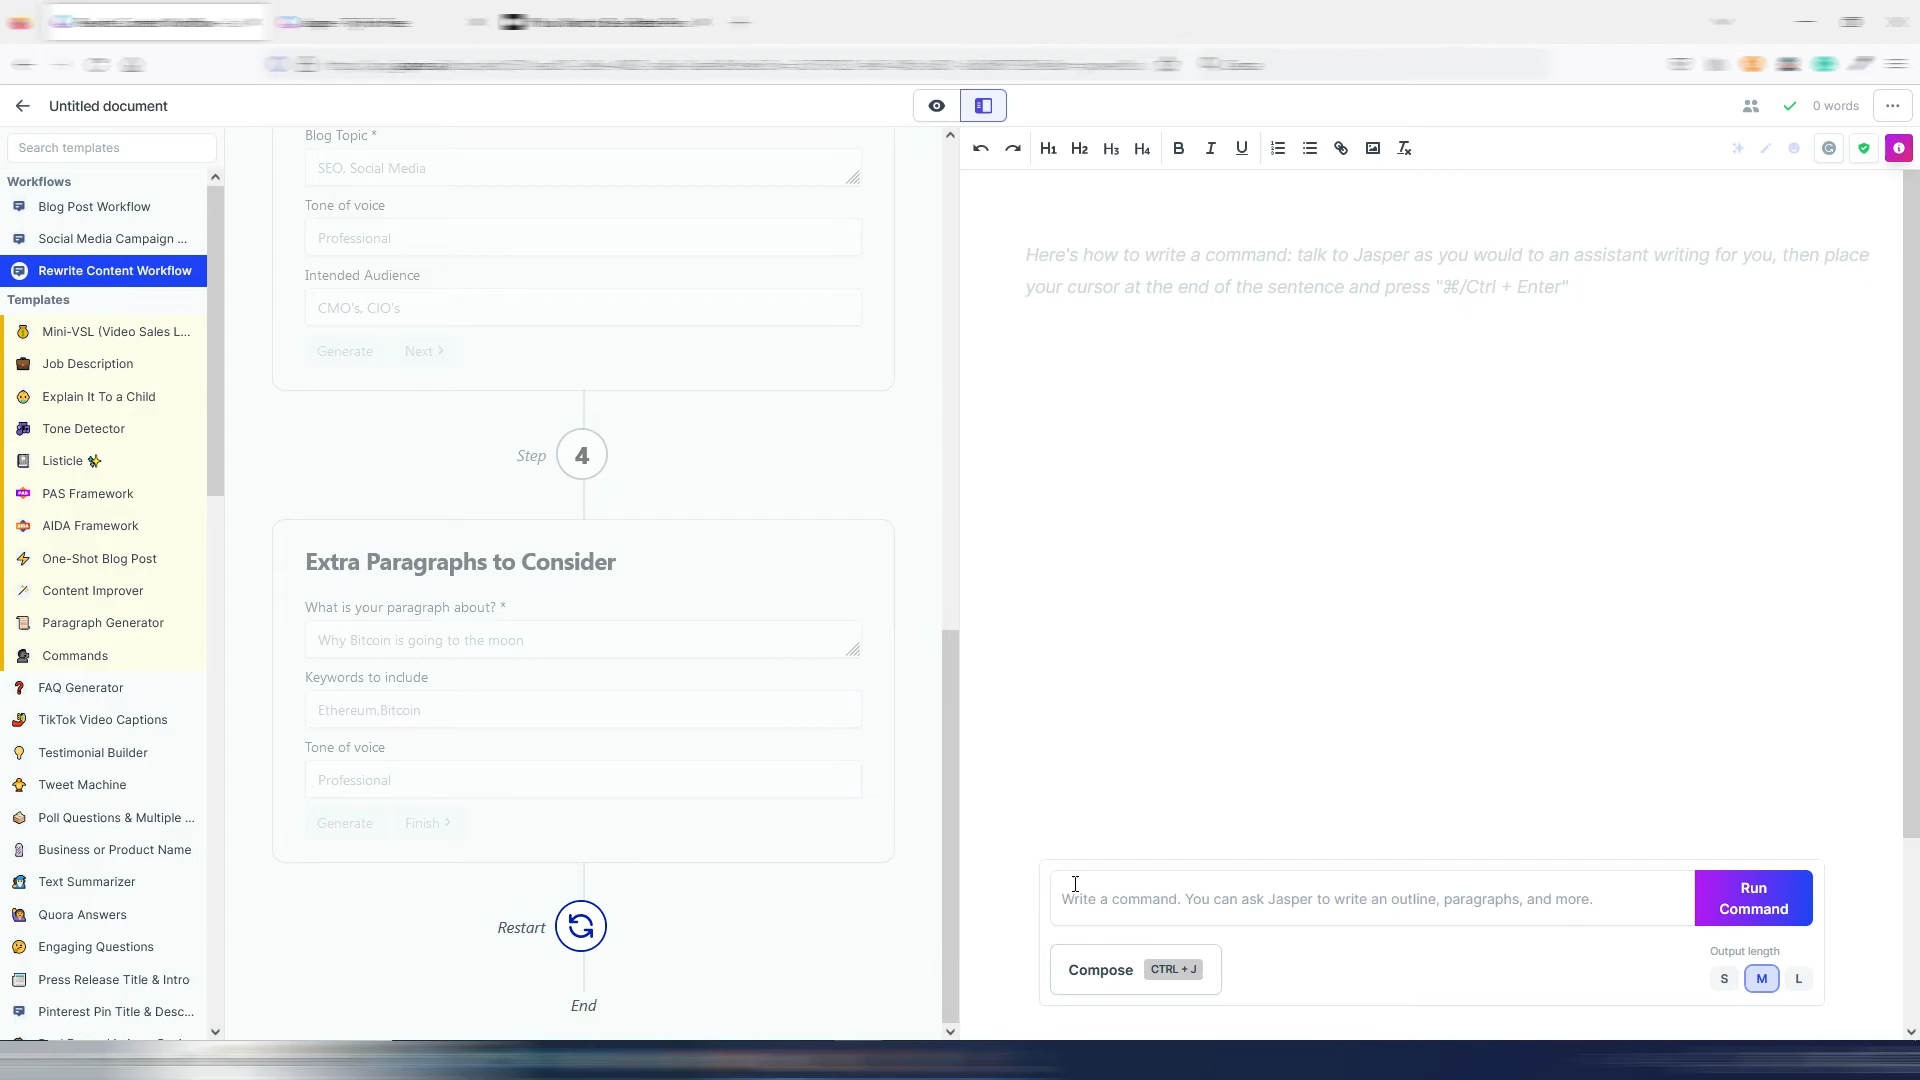 Untitled document
0 words
Search templates
Workflows
Blog Post Workflow
Social Media Campaign ...
Rewrite Content Workflow
Templates
Mini-VSL (Video Sales L...
Job Description
Explain It To a Child
Tone Detector
Listicle ✨
PAS Framework
AIDA Framework
One-Shot Blog Post
Content Improver
Paragraph Generator
Commands
FAQ Generator
TikTok Video Captions
Testimonial Builder
Tweet Machine
Poll Questions & Multiple ...
Business or Product Name
Text Summarizer
Quora Answers
Engaging Questions
Press Release Title & Intro
Pinterest Pin Title & Desc...
Blog Topic *
SEO, Social Media
Tone of voice
Professional
Intended Audience
CMO's, CIO's
Generate Next >
Step 4
Extra Paragraphs to Consider
What is your paragraph about? *
Why Bitcoin is going to the moon
Keywords to include
Ethereum,Bitcoin
Tone of voice
Professional
Generate Finish >
Restart
End
H1 H2 H3 H4 B I U
Here's how to write a command: talk to Jasper as you would to an assistant writing for you, then place
your cursor at the end of the sentence and press "⌘/Ctrl + Enter"
Write a command. You can ask Jasper to write an outline, paragraphs, and more.
Run
Command
Compose CTRL + J
Output length
S M L